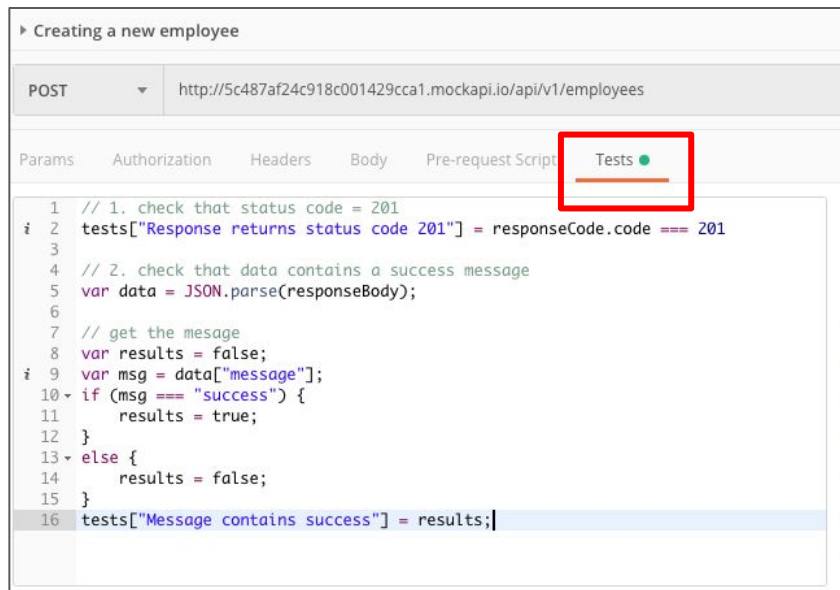 Creating a new employee
POST http://5c487af24c918c001429cca1.mockapi.io/api/v1/employees
Params Authorization Headers Body Pre-request Script Tests
1 // 1. check that status code = 201
i 2 tests["Response returns status code 201"] = responseCode.code === 201
3
4 // 2. check that data contains a success message
5 var data = JSON.parse(responseBody);
6
7 // get the mesage
8 var results = false;
i 9 var msg = data["message"];
10 if (msg === "success") {
11 results = true;
12 }
13 else {
14 results = false;
15 }
16 tests["Message contains success"] = results;